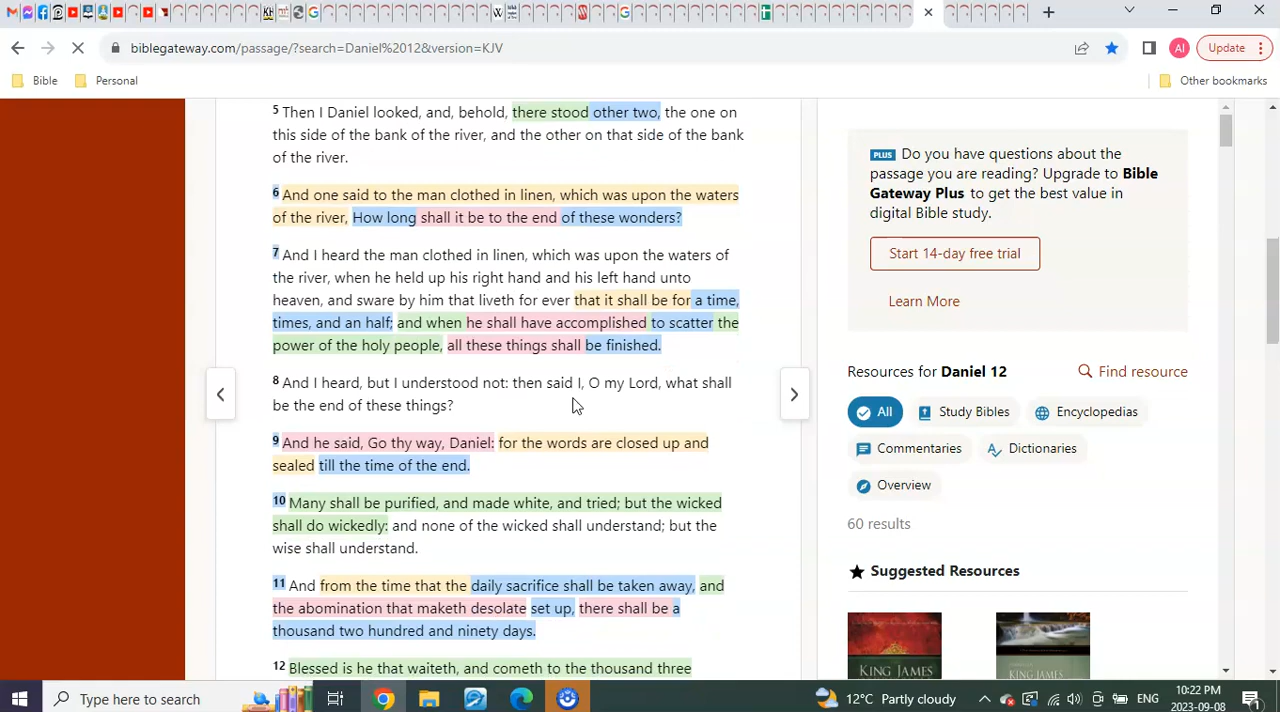 biblegateway.com/passage/?search=Daniel%2012&version=KJV
AI
Update
Bible
Personal
Other bookmarks
5 Then I Daniel looked, and, behold, there stood other two, the one on
this side of the bank of the river, and the other on that side of the bank
of the river.
6 And one said to the man clothed in linen, which was upon the waters
of the river, How long shall it be to the end of these wonders?
7 And I heard the man clothed in linen, which was upon the waters of
the river, when he held up his right hand and his left hand unto
heaven, and sware by him that liveth for ever that it shall be for a time,
times, and an half; and when he shall have accomplished to scatter the
power of the holy people, all these things shall be finished.
8 And I heard, but I understood not: then said I, O my Lord, what shall
be the end of these things?
9 And he said, Go thy way, Daniel: for the words are closed up and
sealed till the time of the end.
10 Many shall be purified, and made white, and tried; but the wicked
shall do wickedly: and none of the wicked shall understand; but the
wise shall understand.
11 And from the time that the daily sacrifice shall be taken away, and
the abomination that maketh desolate set up, there shall be a
thousand two hundred and ninety days.
12 Blessed is he that waiteth, and cometh to the thousand three
PLUS Do you have questions about the
passage you are reading? Upgrade to Bible
Gateway Plus to get the best value in
digital Bible study.
Start 14-day free trial
Learn More
Resources for Daniel 12
Find resource
All
Study Bibles
Encyclopedias
Commentaries
Dictionaries
Overview
60 results
Suggested Resources
KING JAMES
KING JAMES
Type here to search
12°C Partly cloudy
ENG
10:22 PM
2023-09-08
1